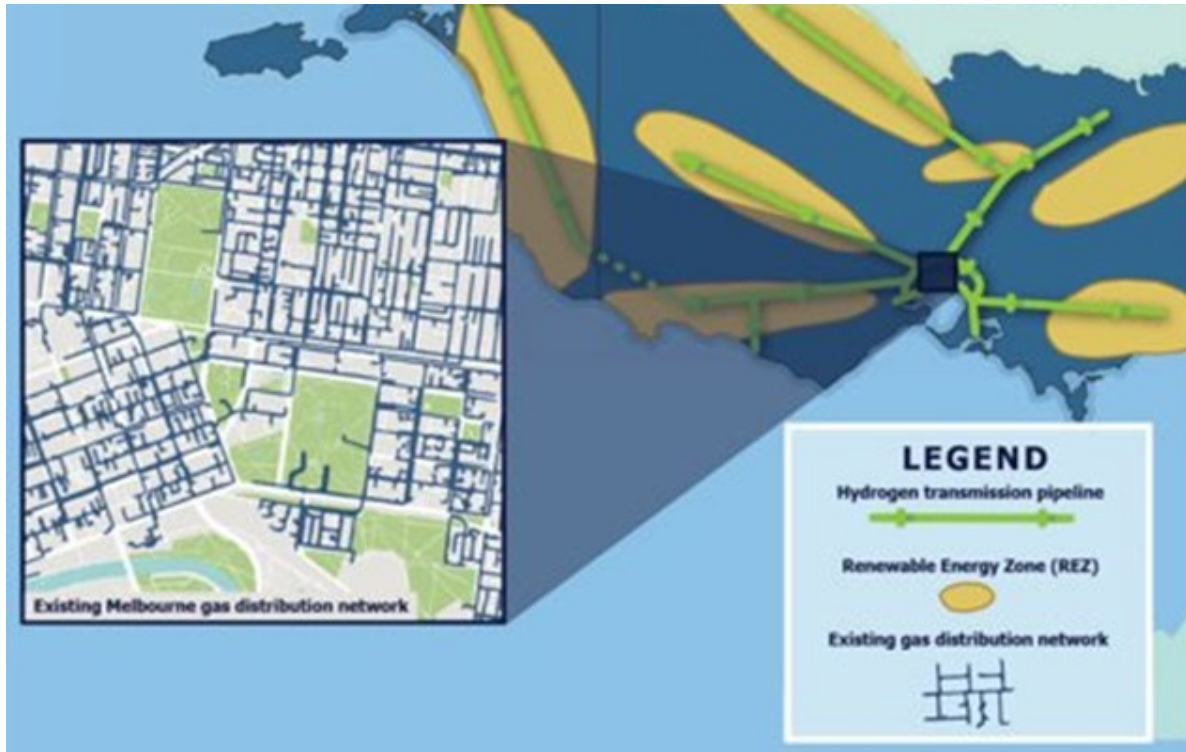 Existing Melbourne gas distribution network
LEGEND
Hydrogen transmission pipeline
Renewable Energy Zone (REZ)
Existing gas distribution network